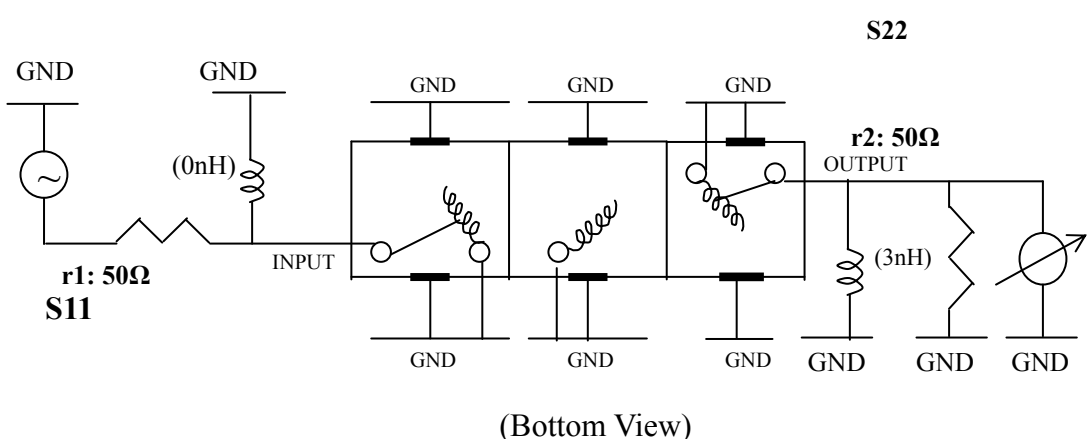 S22
GND
GND
GND
GND
GND
r2: 50Ω
OUTPUT
(0nH)
(3nH)
INPUT
r1: 50Ω
S11
GND
GND
GND
GND
GND
GND
(Bottom View)